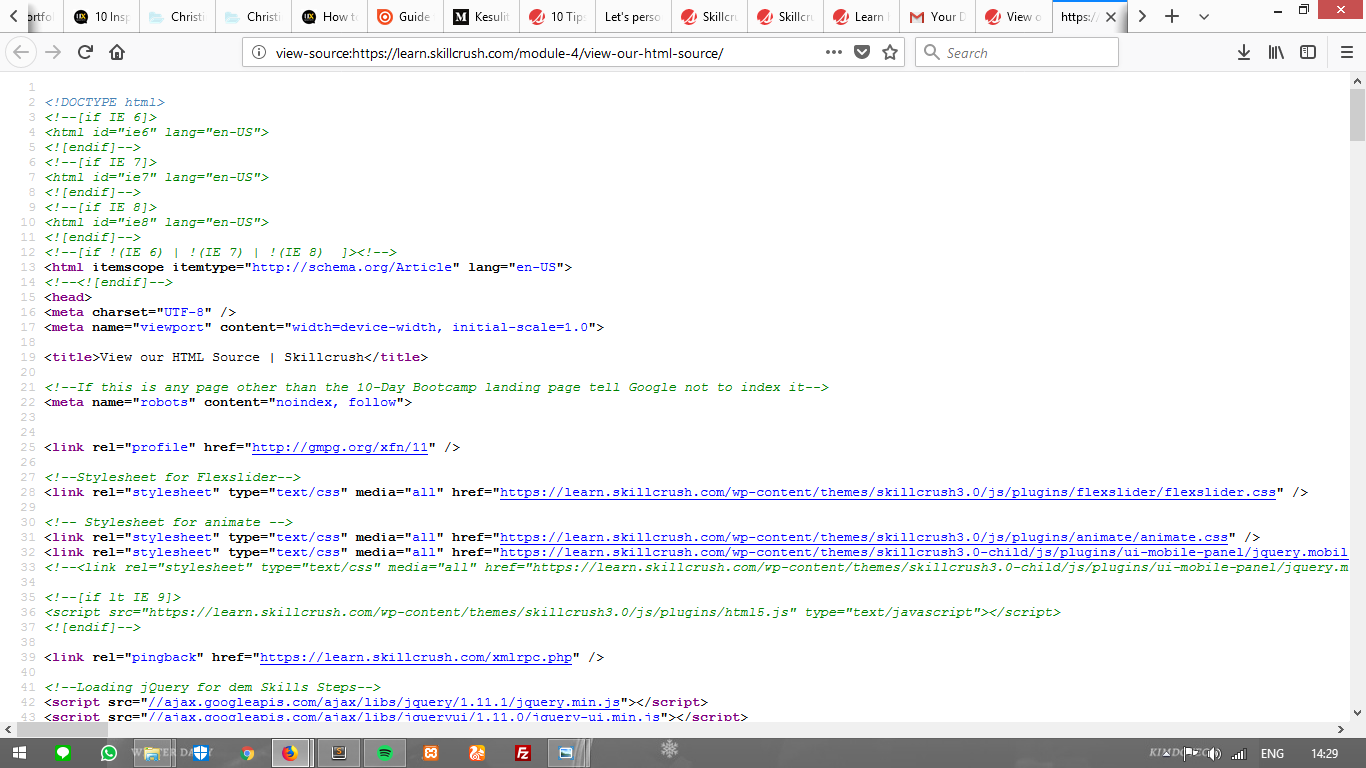 ortfol
10 Insp
Christi
Christi
How to
Guide
Kesulit
10 Tip
Let's perso
Skillcru
Skillcru
Learn
Your D
View o
https:/
view-source:https://learn.skillcrush.com/module-4/view-our-html-source/
Search
1
2 <!DOCTYPE html>
3 <!--[if IE 6]>
4 <html id="ie6" lang="en-US">
5 <![endif]-->
6 <!--[if IE 7]>
7 <html id="ie7" lang="en-US">
8 <![endif]-->
9 <!--[if IE 8]>
10 <html id="ie8" lang="en-US">
11 <![endif]-->
12 <!--[if !(IE 6) | !(IE 7) | !(IE 8)  ]><!-->
13 <html itemscope itemtype="http://schema.org/Article" lang="en-US">
14 <!--<![endif]-->
15 <head>
16 <meta charset="UTF-8" />
17 <meta name="viewport" content="width=device-width, initial-scale=1.0">
18
19 <title>View our HTML Source | Skillcrush</title>
20
21 <!--If this is any page other than the 10-Day Bootcamp landing page tell Google not to index it-->
22 <meta name="robots" content="noindex, follow">
23
24
25 <link rel="profile" href="http://gmpg.org/xfn/11" />
26
27 <!--Stylesheet for Flexslider-->
28 <link rel="stylesheet" type="text/css" media="all" href="https://learn.skillcrush.com/wp-content/themes/skillcrush3.0/js/plugins/flexslider/flexslider.css" />
29
30 <!-- Stylesheet for animate -->
31 <link rel="stylesheet" type="text/css" media="all" href="https://learn.skillcrush.com/wp-content/themes/skillcrush3.0/js/plugins/animate/animate.css" />
32 <link rel="stylesheet" type="text/css" media="all" href="https://learn.skillcrush.com/wp-content/themes/skillcrush3.0-child/js/plugins/ui-mobile-panel/jquery.mobil
33 <!--<link rel="stylesheet" type="text/css" media="all" href="https://learn.skillcrush.com/wp-content/themes/skillcrush3.0-child/js/plugins/ui-mobile-panel/jquery.m
34
35 <!--[if lt IE 9]>
36 <script src="https://learn.skillcrush.com/wp-content/themes/skillcrush3.0/js/plugins/html5.js" type="text/javascript"></script>
37 <![endif]-->
38
39 <link rel="pingback" href="https://learn.skillcrush.com/xmlrpc.php" />
40
41 <!--Loading jQuery for dem Skills Steps-->
42 <script src="//ajax.googleapis.com/ajax/libs/jquery/1.11.1/jquery.min.js"></script>
43 <script src="//ajax.googleapis.com/ajax/libs/jqueryui/1.11.0/jquery-ui.min.js"></script>
ENG
14:29